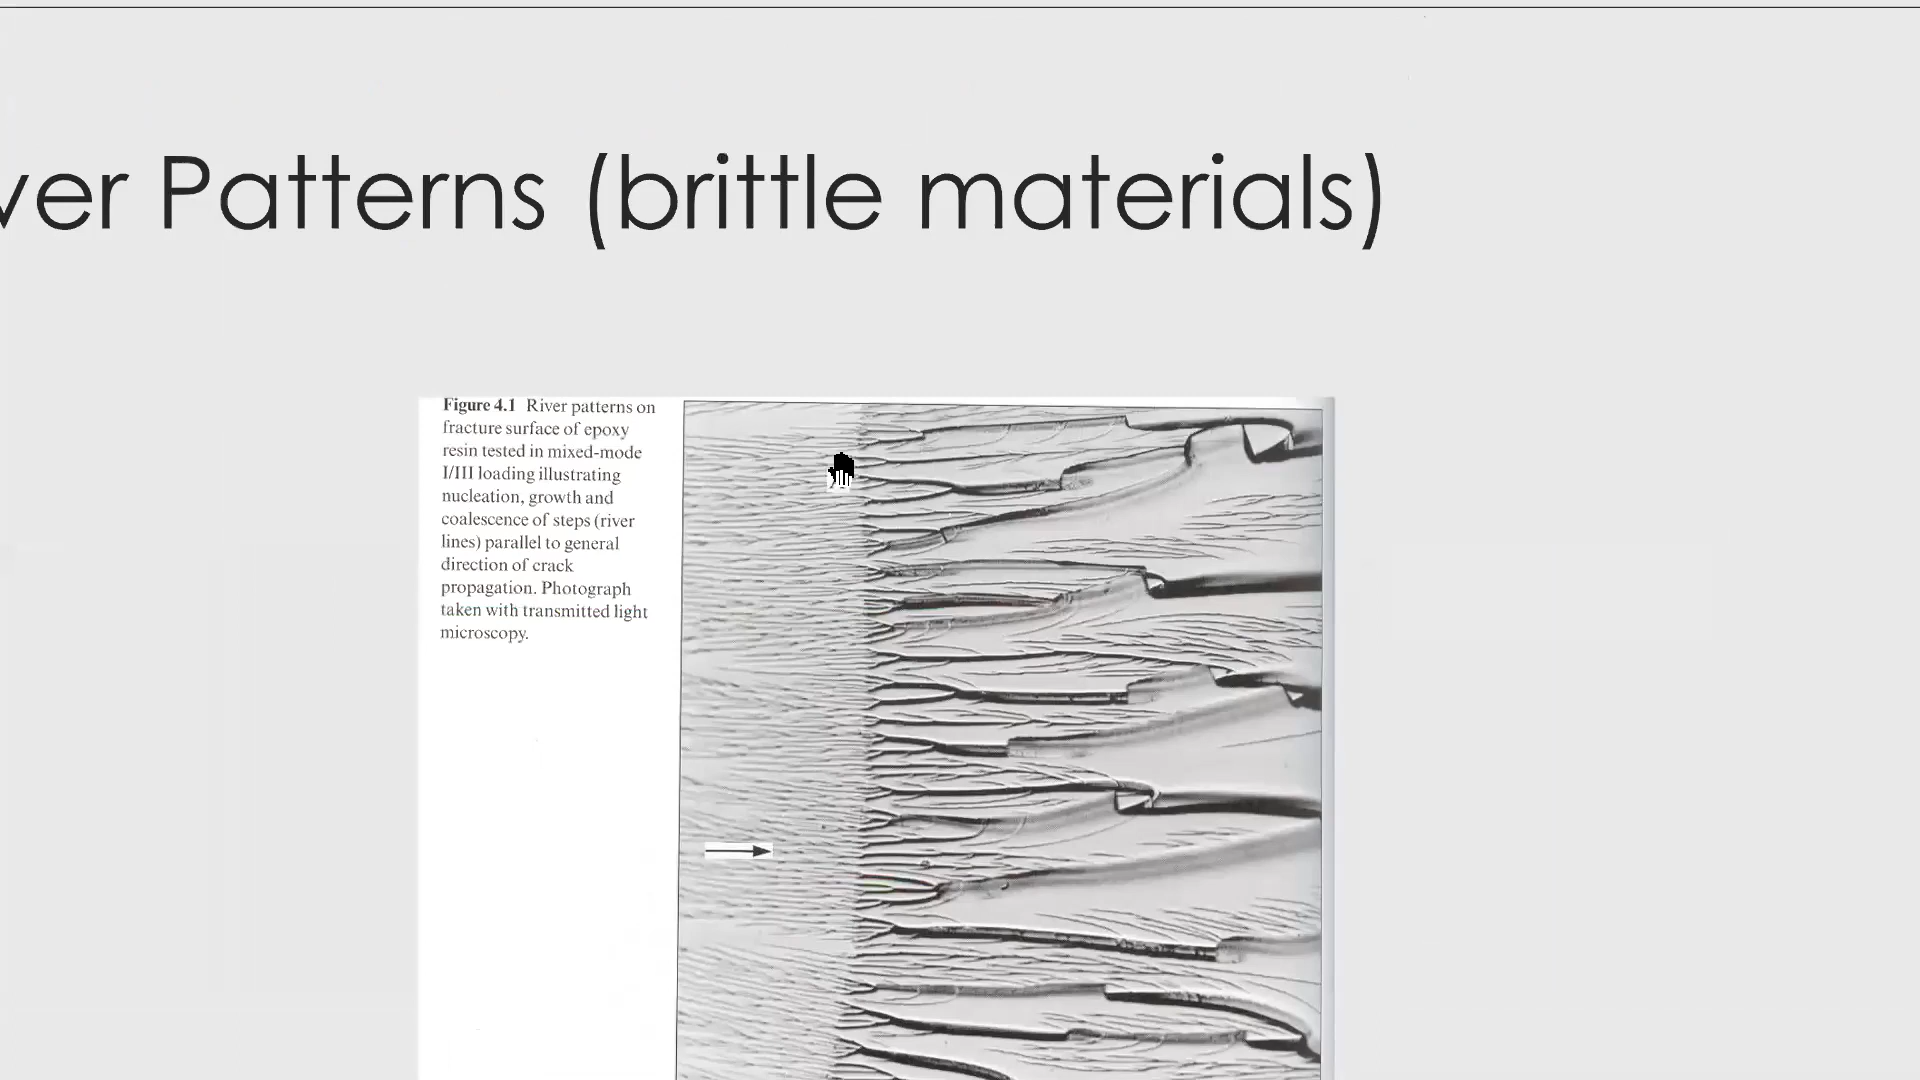 ver Patterns (brittle materials)
Figure 4.1 River patterns on
fracture surface of epoxy
resin tested in mixed-mode
I/III loading illustrating
nucleation, growth and
coalescence of steps (river
lines) parallel to general
direction of crack
propagation. Photograph
taken with transmitted light
microscopy.